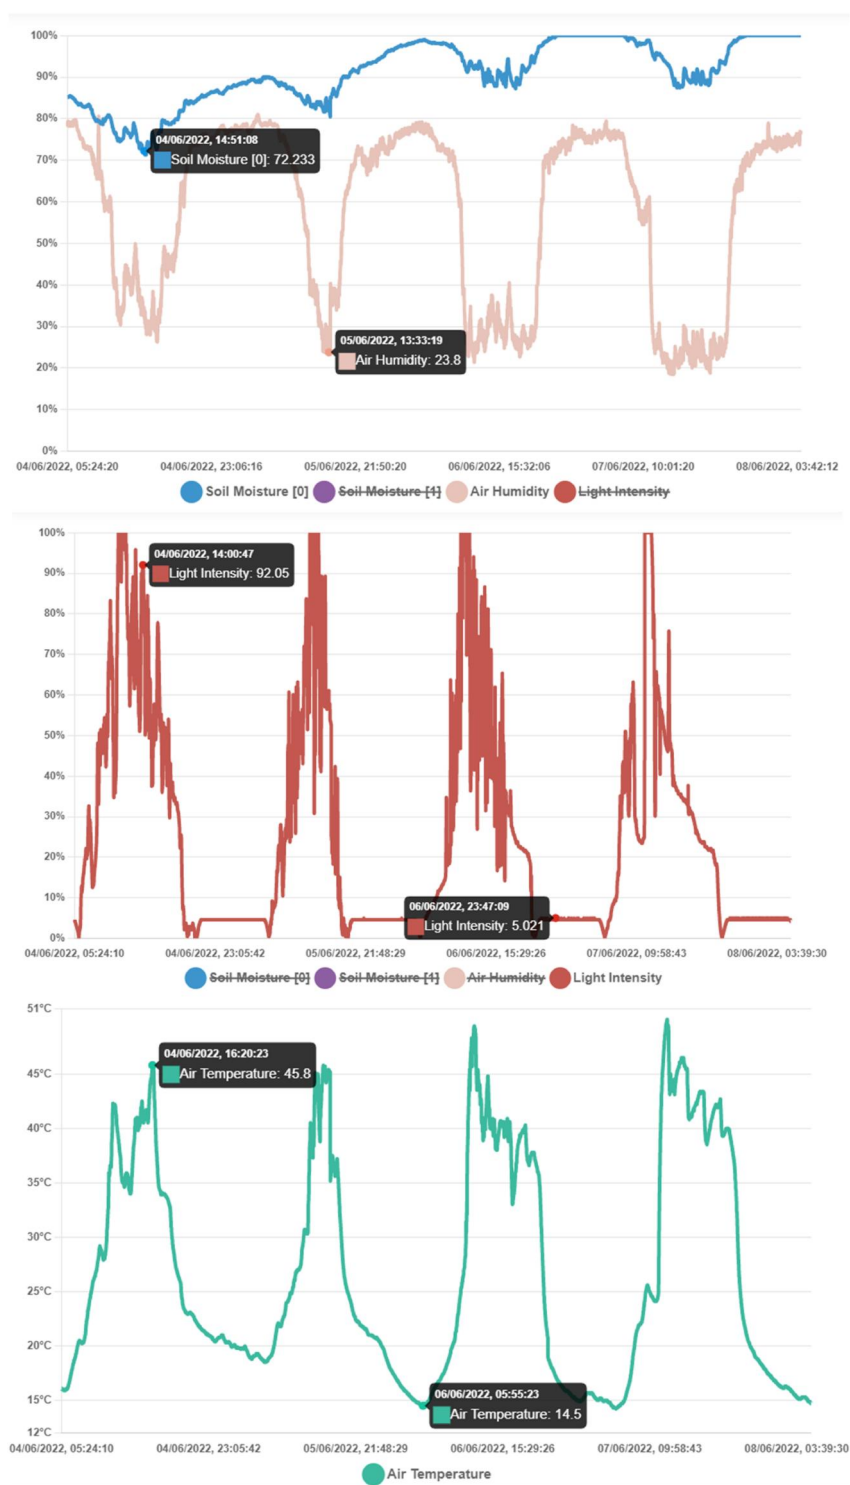 100%
90%
80%
04/06/2022, 14:51:08
70%
Soil Moisture [0]: 72.233
60%
50%
40%
30%
05/06/2022, 13:33:19
Air Humidity: 23.8
20%
10%
0%
04/06/2022, 05:24:20 04/06/2022, 23:06:16 05/06/2022, 21:50:20 06/06/2022, 15:32:06 07/06/2022, 10:01:20 08/06/2022, 03:42:12
Soil Moisture [0] Soil Moisture [1] Air Humidity Light Intensity
100%
04/06/2022, 14:00:47
90%
Light Intensity: 92.05
80%
70%
60%
50%
40%
30%
20%
10%
06/06/2022, 23:47:09
Light Intensity: 5.021
0%
04/06/2022, 05:24:10 04/06/2022, 23:05:42 05/06/2022, 21:48:29 06/06/2022, 15:29:26 07/06/2022, 09:58:43 08/06/2022, 03:39:30
Soil Moisture [0] Soil Moisture [1] Air Humidity Light Intensity
51°C
04/06/2022, 16:20:23
45°C
Air Temperature: 45.8
40°C
35°C
30°C
25°C
20°C
15°C
06/06/2022, 05:55:23
Air Temperature: 14.5
12°C
04/06/2022, 05:24:10 04/06/2022, 23:05:42 05/06/2022, 21:48:29 06/06/2022, 15:29:26 07/06/2022, 09:58:43 08/06/2022, 03:39:30
Air Temperature